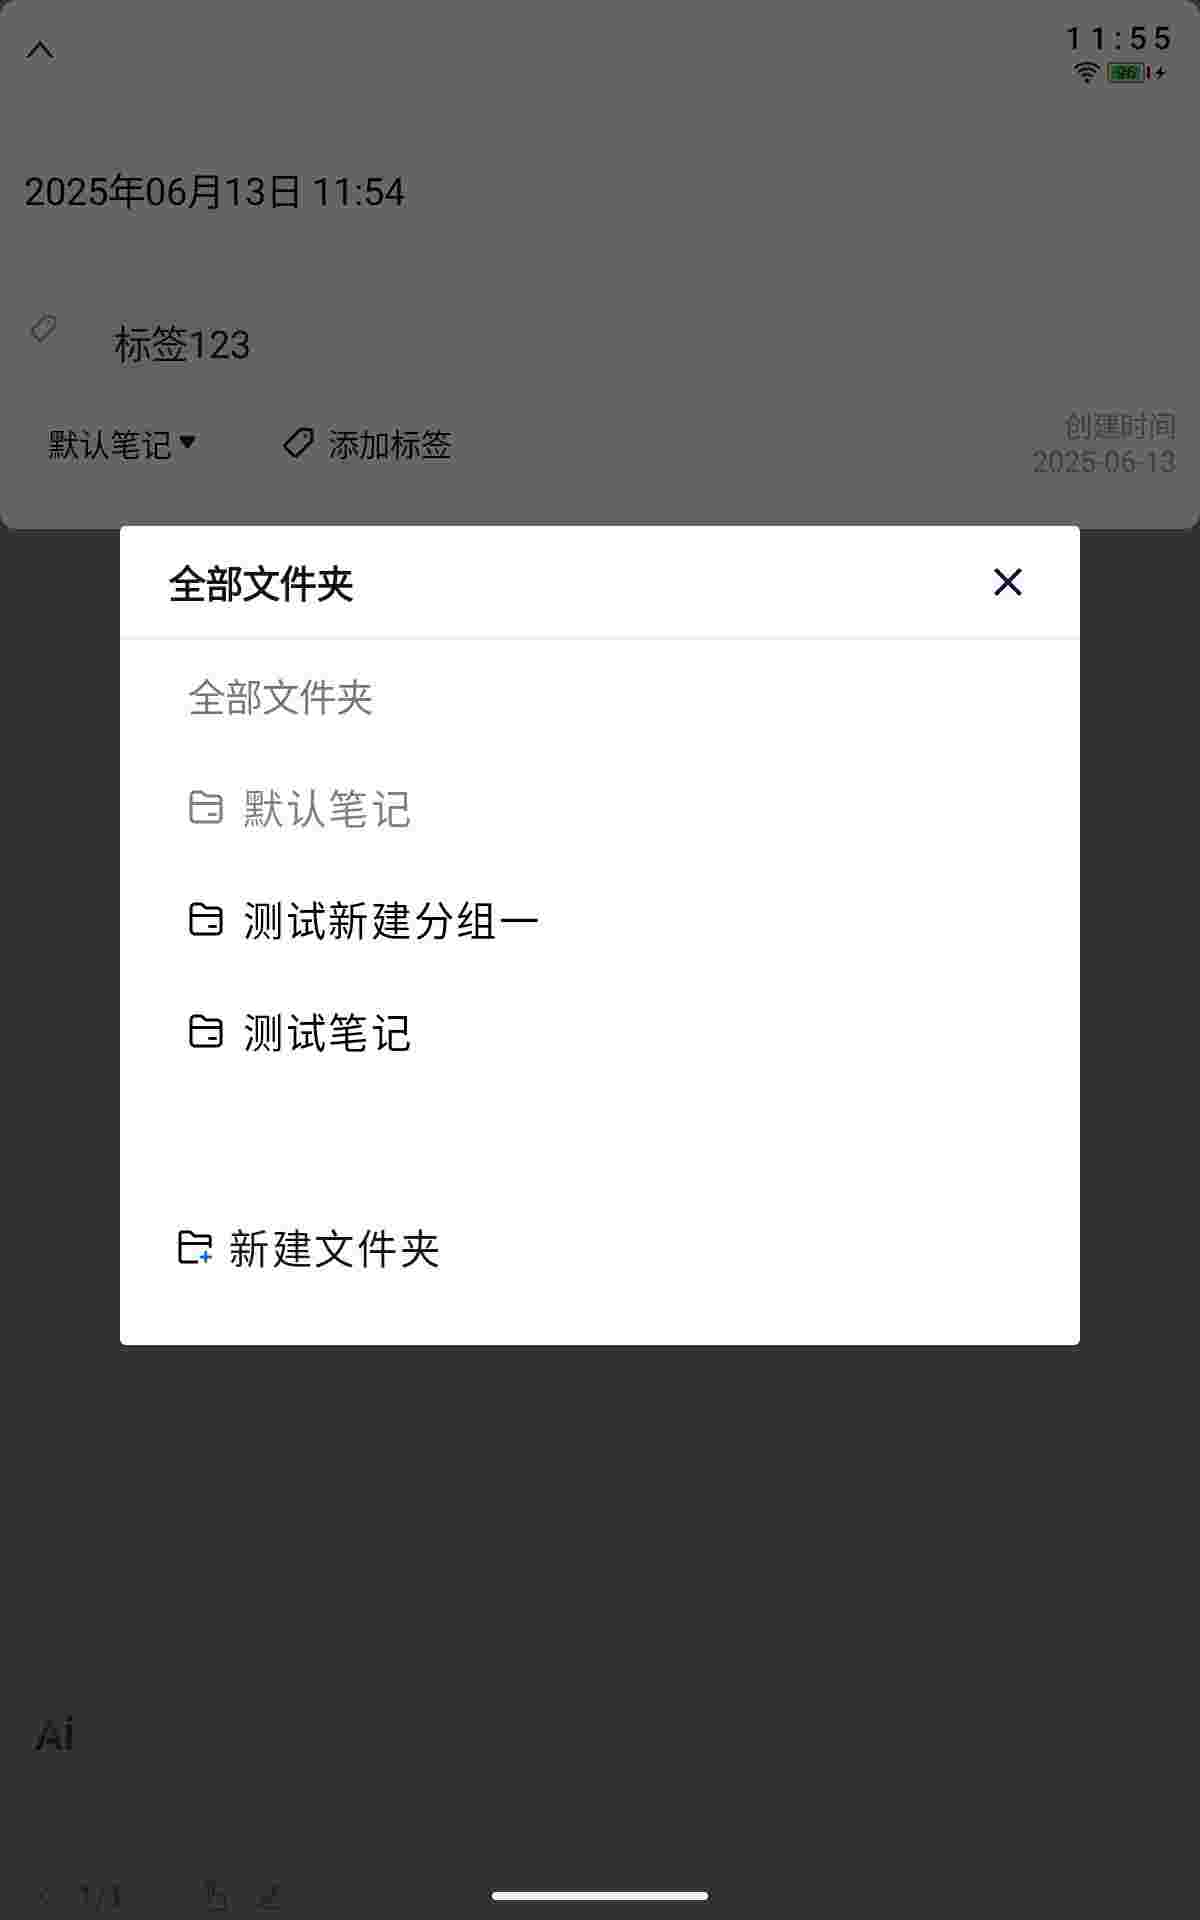 11:55
96
2025年06月13日 11:54
标签123
默认笔记
添加标签
创建时间
2025-06-13
全部文件夹
全部文件夹
默认笔记
测试新建分组一
测试笔记
新建文件夹
Ai
1/1